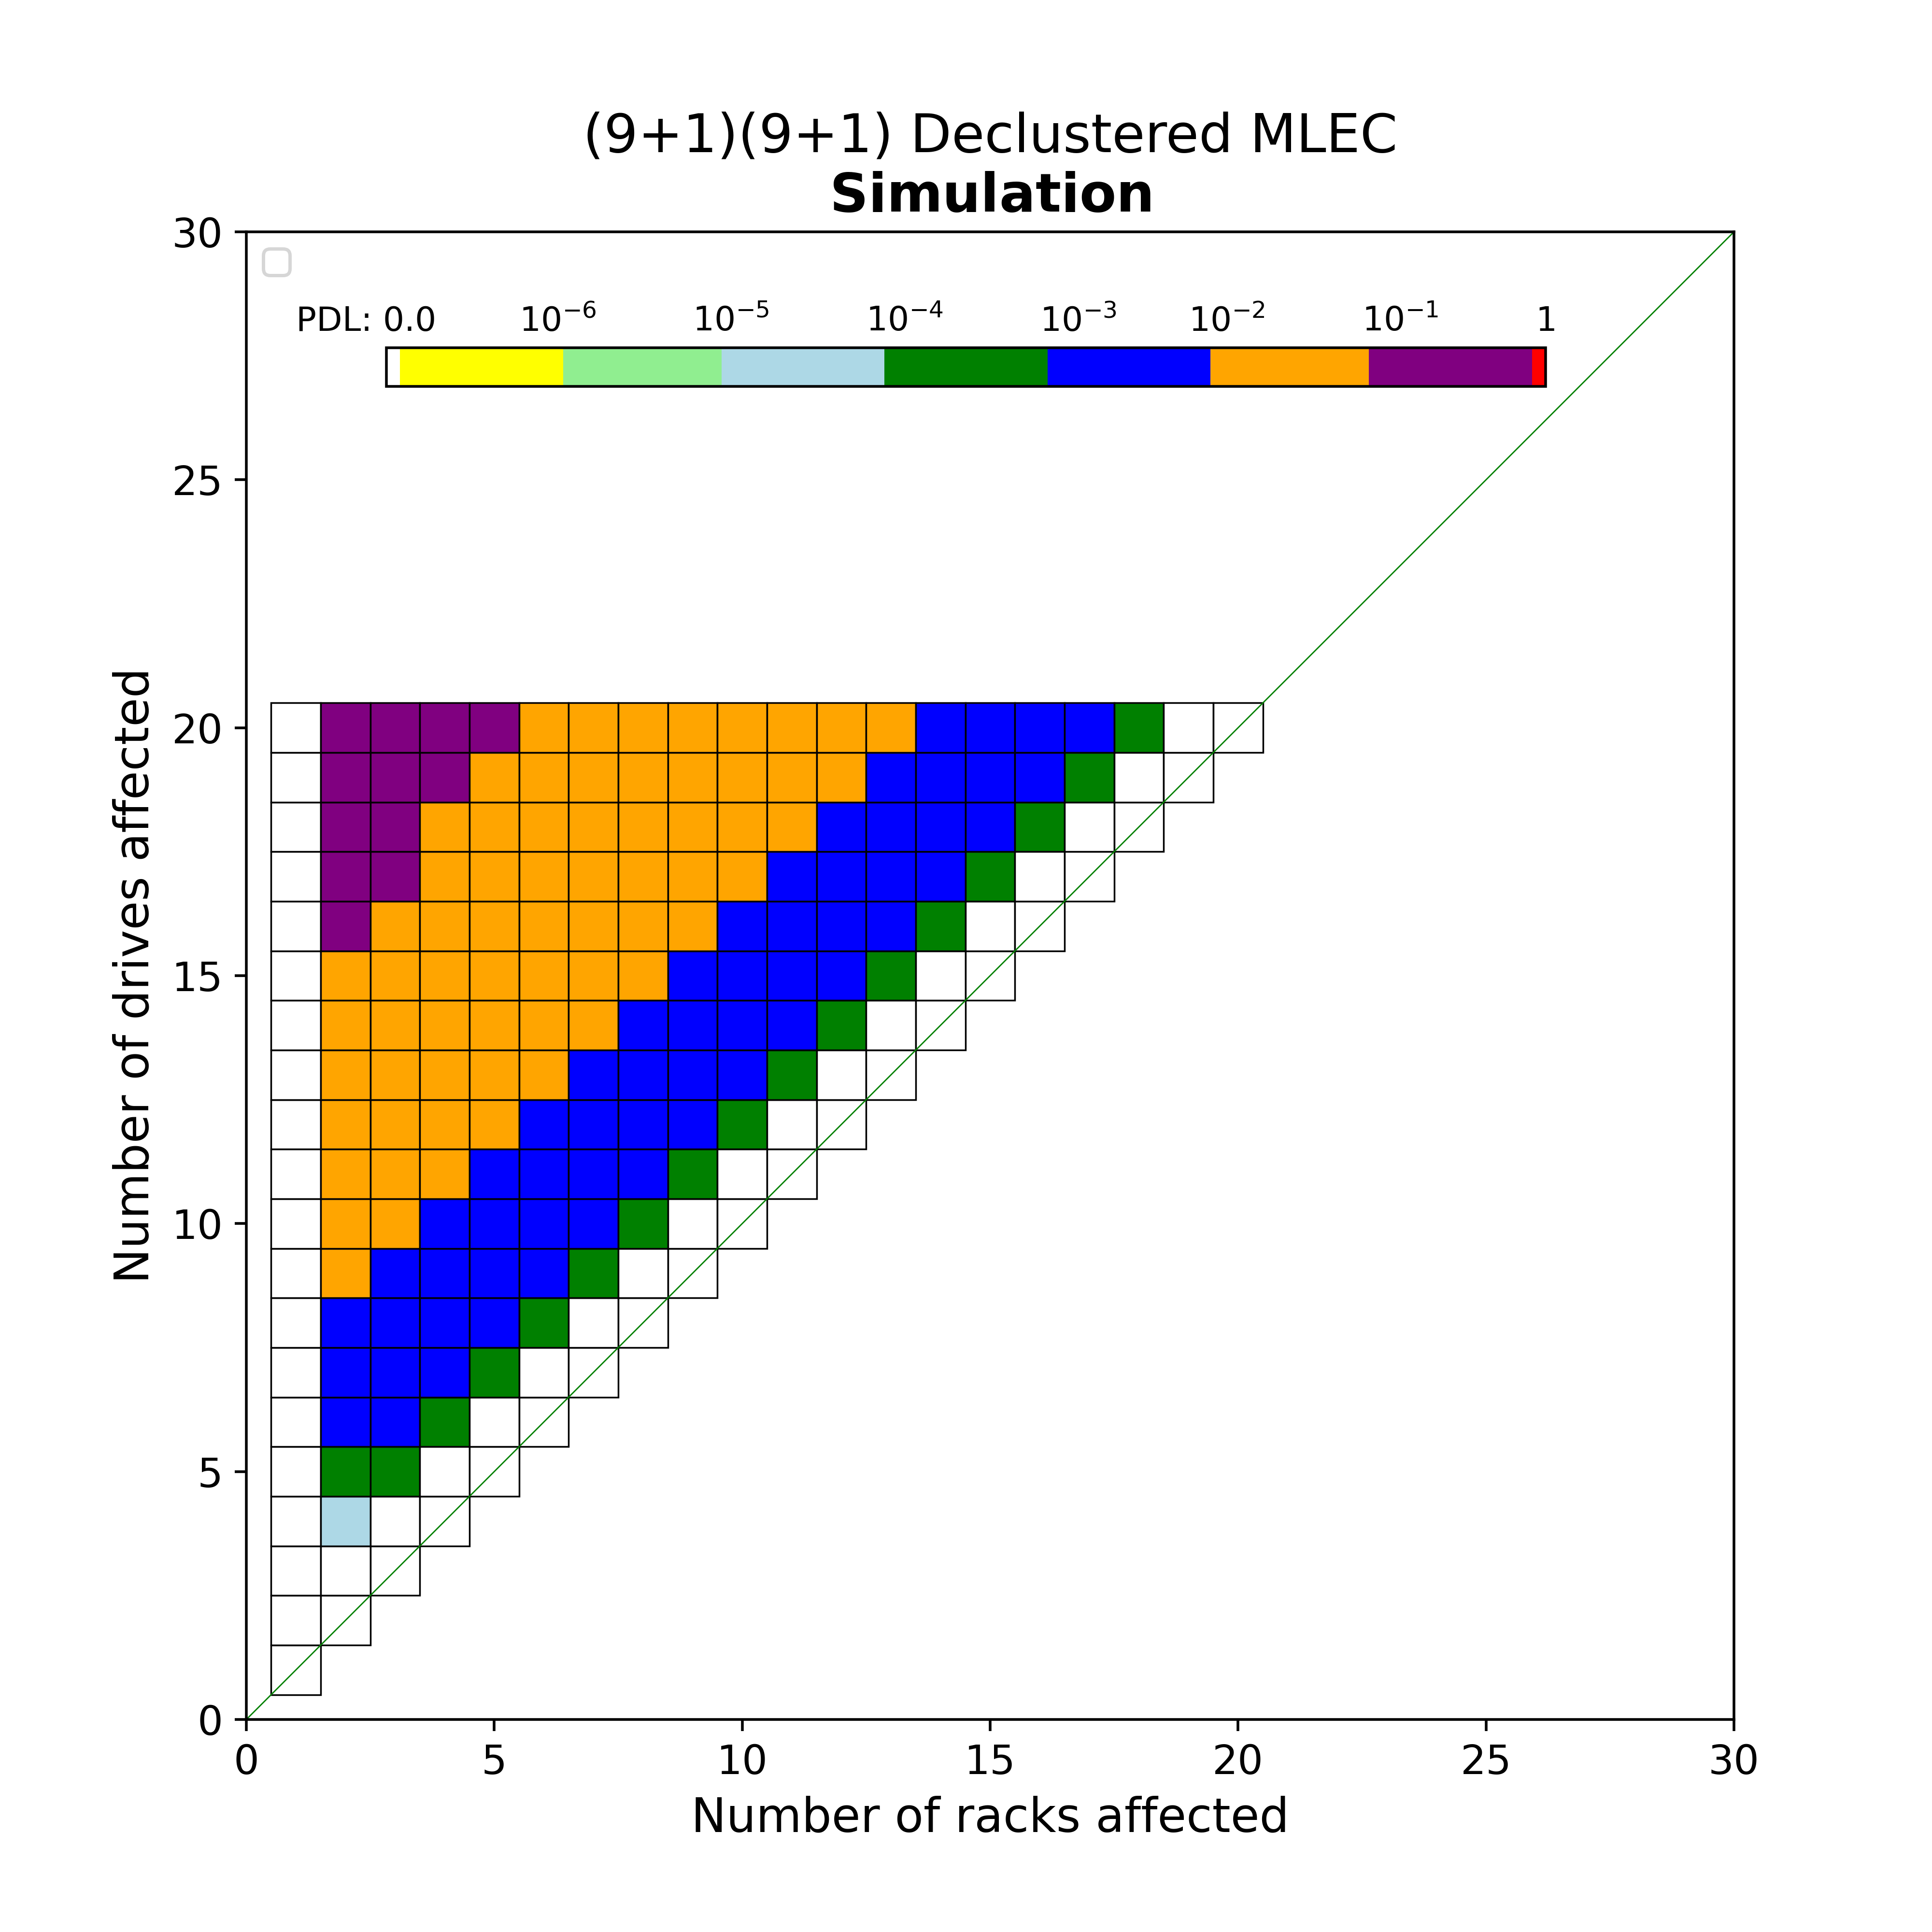 (9+1)(9+1) Declustered MLEC
Simulation
PDL: 0.0 10⁻⁶ 10⁻⁵ 10⁻⁴ 10⁻³ 10⁻² 10⁻¹ 1
30
25
20
15
10
5
0
Number of drives affected
0 5 10 15 20 25 30
Number of racks affected